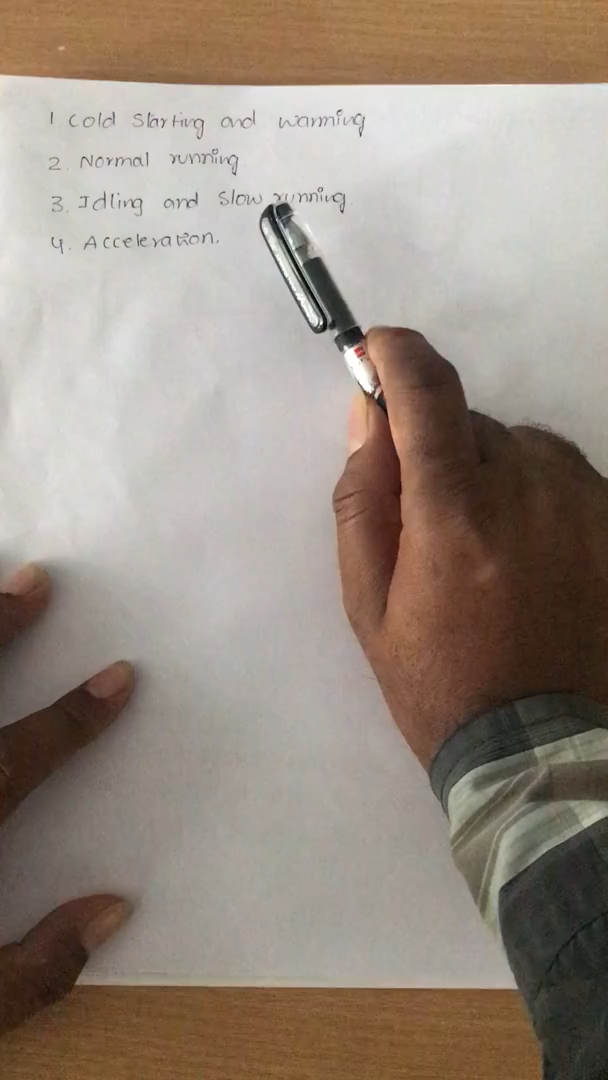 1 Cold Starting and warming
2. Normal running
3. Idling and Slow running.
4. Acceleration.